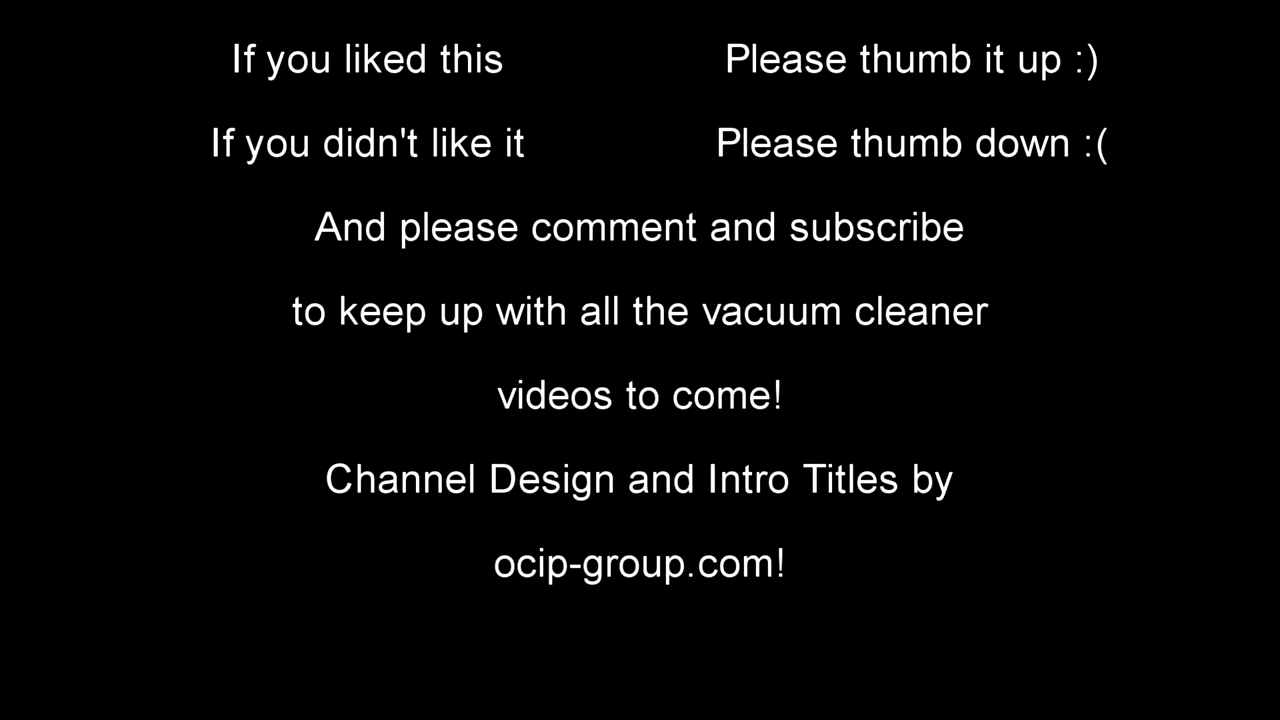 If you liked this Please thumb it up :)
If you didn't like it Please thumb down :(
And please comment and subscribe
to keep up with all the vacuum cleaner
videos to come!
Channel Design and Intro Titles by
ocip-group.com!